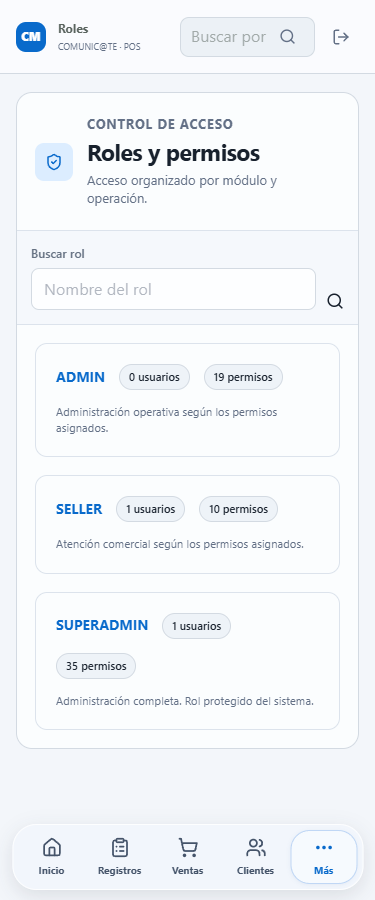 CM
Roles
COMUNIC@TE · POS
Buscar por
CONTROL DE ACCESO
Roles y permisos
Acceso organizado por módulo y
operación.
Buscar rol
Nombre del rol
ADMIN 0 usuarios 19 permisos
Administración operativa según los permisos
asignados.
SELLER 1 usuarios 10 permisos
Atención comercial según los permisos asignados.
SUPERADMIN 1 usuarios
35 permisos
Administración completa. Rol protegido del sistema.
Inicio Registros Ventas Clientes Más